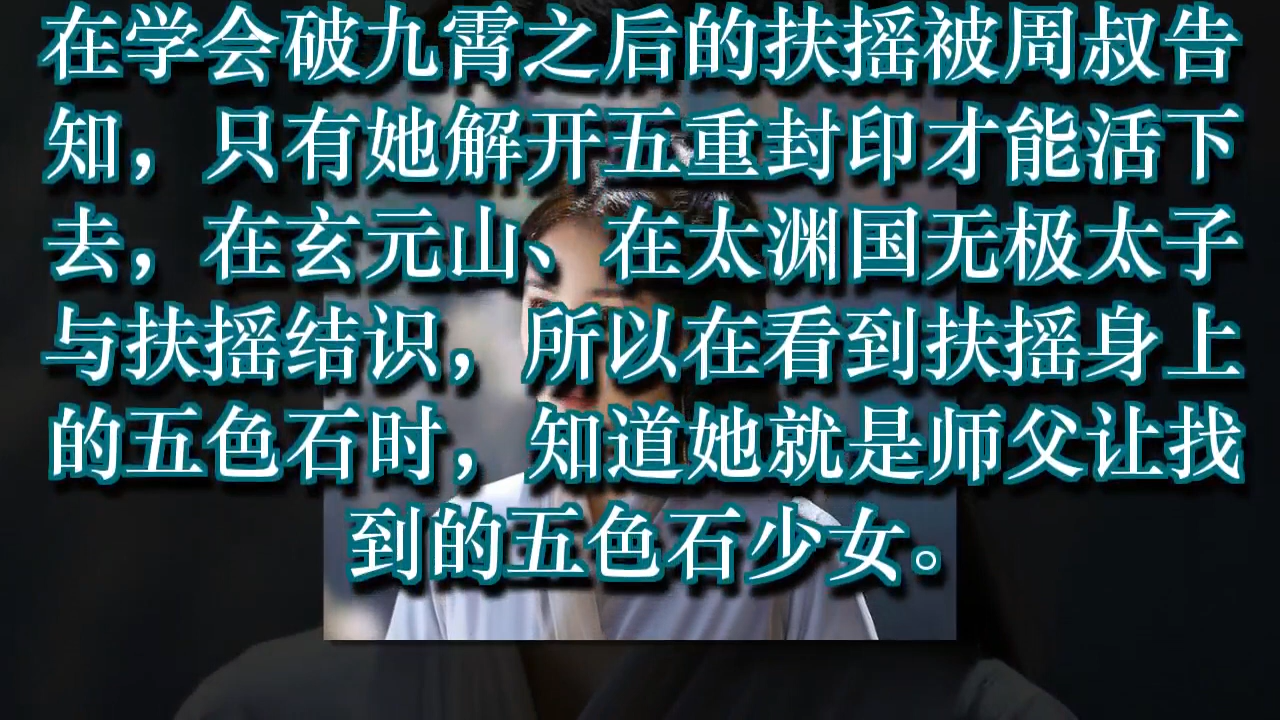 在学会破九霄之后的扶摇被周叔告
知，只有她解开五重封印才能活下
去，在玄元山、在太渊国无极太子
与扶摇结识，所以在看到扶摇身上
的五色石时，知道她就是师父让找
到的五色石少女。